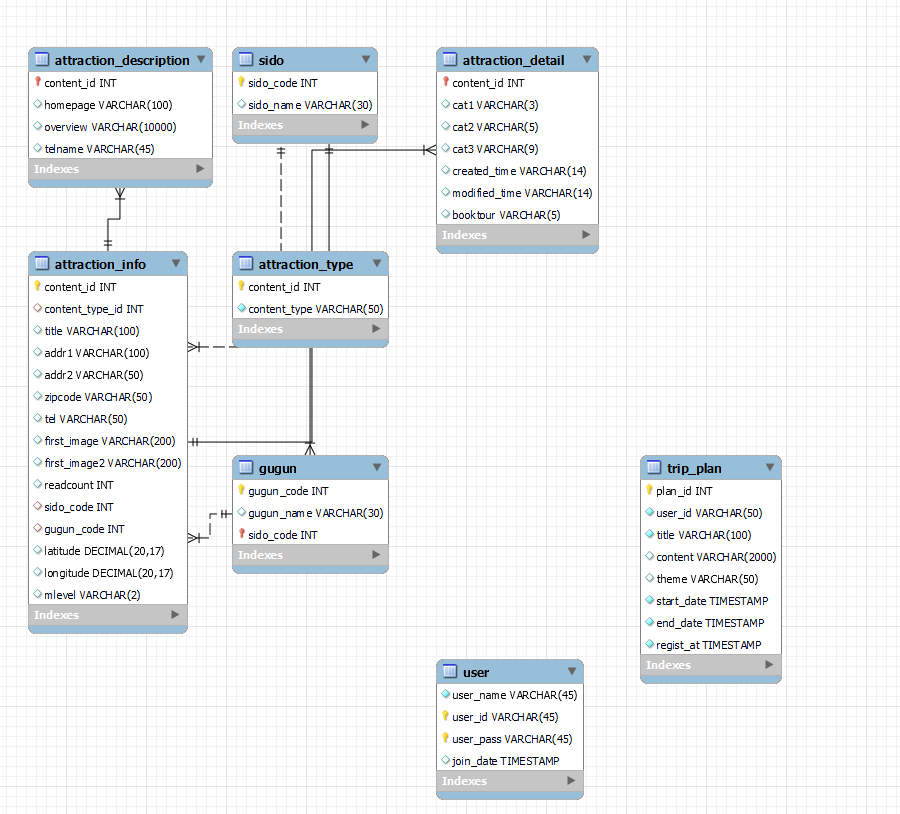 attraction_description
content_id INT
homepage VARCHAR(100)
overview VARCHAR(10000)
telname VARCHAR(45)
Indexes
sido
sido_code INT
sido_name VARCHAR(30)
Indexes
attraction_detail
content_id INT
cat1 VARCHAR(3)
cat2 VARCHAR(5)
cat3 VARCHAR(9)
created_time VARCHAR(14)
modified_time VARCHAR(14)
booktour VARCHAR(5)
Indexes
attraction_info
content_id INT
content_type_id INT
title VARCHAR(100)
addr1 VARCHAR(100)
addr2 VARCHAR(50)
zipcode VARCHAR(50)
tel VARCHAR(50)
first_image VARCHAR(200)
first_image2 VARCHAR(200)
readcount INT
sido_code INT
gugun_code INT
latitude DECIMAL(20,17)
longitude DECIMAL(20,17)
mlevel VARCHAR(2)
Indexes
attraction_type
content_id INT
content_type VARCHAR(50)
Indexes
gugun
gugun_code INT
gugun_name VARCHAR(30)
sido_code INT
Indexes
trip_plan
plan_id INT
user_id VARCHAR(50)
title VARCHAR(100)
content VARCHAR(2000)
theme VARCHAR(50)
start_date TIMESTAMP
end_date TIMESTAMP
regist_at TIMESTAMP
Indexes
user
user_name VARCHAR(45)
user_id VARCHAR(45)
user_pass VARCHAR(45)
join_date TIMESTAMP
Indexes